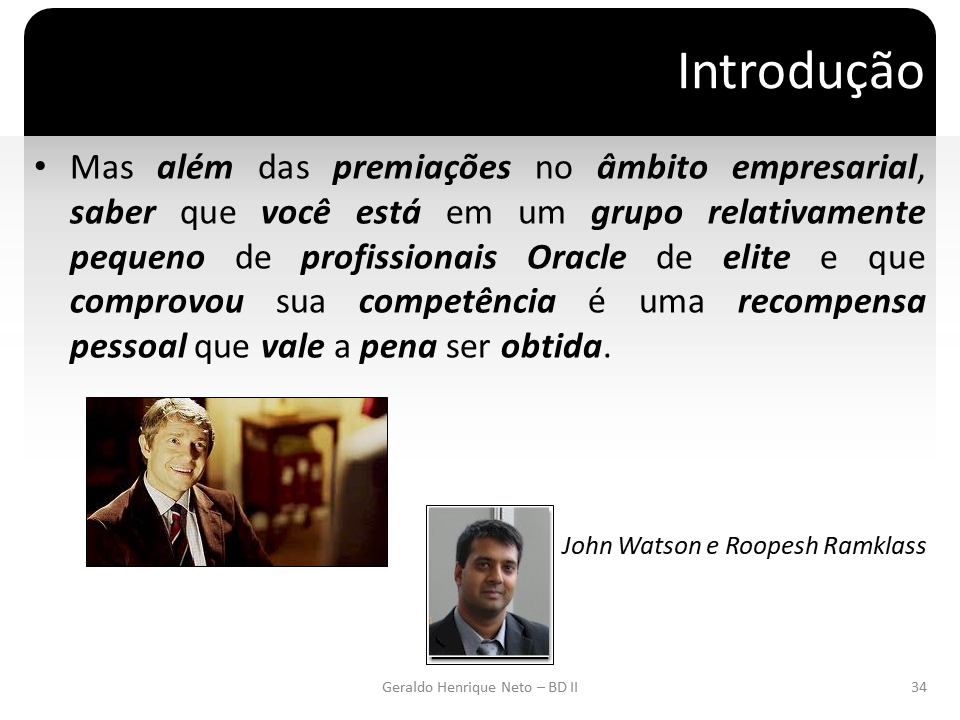 Introdução
• Mas além das premiações no âmbito empresarial,
saber que você está em um grupo relativamente
pequeno de profissionais Oracle de elite e que
comprovou sua competência é uma recompensa
pessoal que vale a pena ser obtida.
John Watson e Roopesh Ramklass
Geraldo Henrique Neto – BD II
34